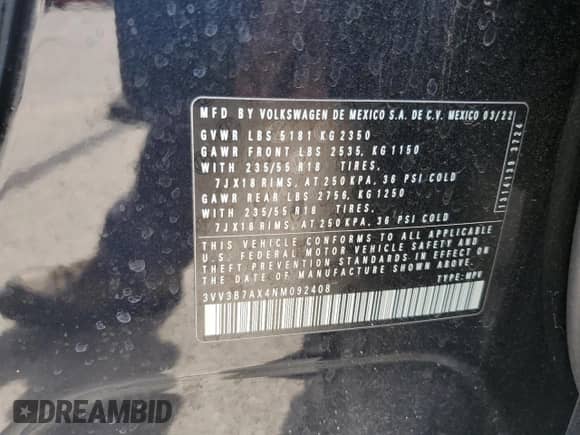 MFD BY VOLKSWAGEN DE MEXICO S.A. DE C.V. MEXICO 03/22
GVWR LBS 5181 KG 2350
GAWR FRONT LBS 2535, KG 1150
WITH 235/55 R18 TIRES,
7JX18 RIMS, AT 250 KPA, 36 PSI COLD
GAWR REAR LBS 2756, KG 1250
WITH 235/55 R18 TIRES,
7JX18 RIMS, AT 250 KPA, 36 PSI COLD
THIS VEHICLE CONFORMS TO ALL APPLICABLE
U.S. FEDERAL MOTOR VEHICLE SAFETY AND
THEFT PREVENTION STANDARDS IN EFFECT ON
THE DATE OF MANUFACTURE SHOWN ABOVE.
TYPE: MPV
3VV3B7AX4NM092408
DREAMBID